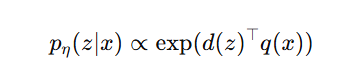 p_η(z|x) ∝ exp(d(z)^⊤ q(x))